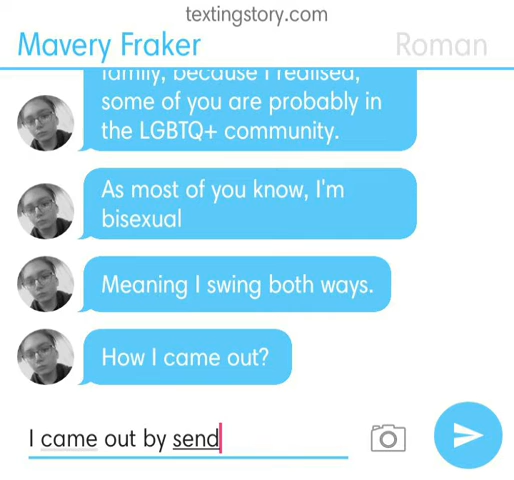 textingstory.com
Mavery Fraker
Roman
family, because I realised,
some of you are probably in
the LGBTQ+ community.
As most of you know, I'm
bisexual
Meaning I swing both ways.
How I came out?
I came out by send